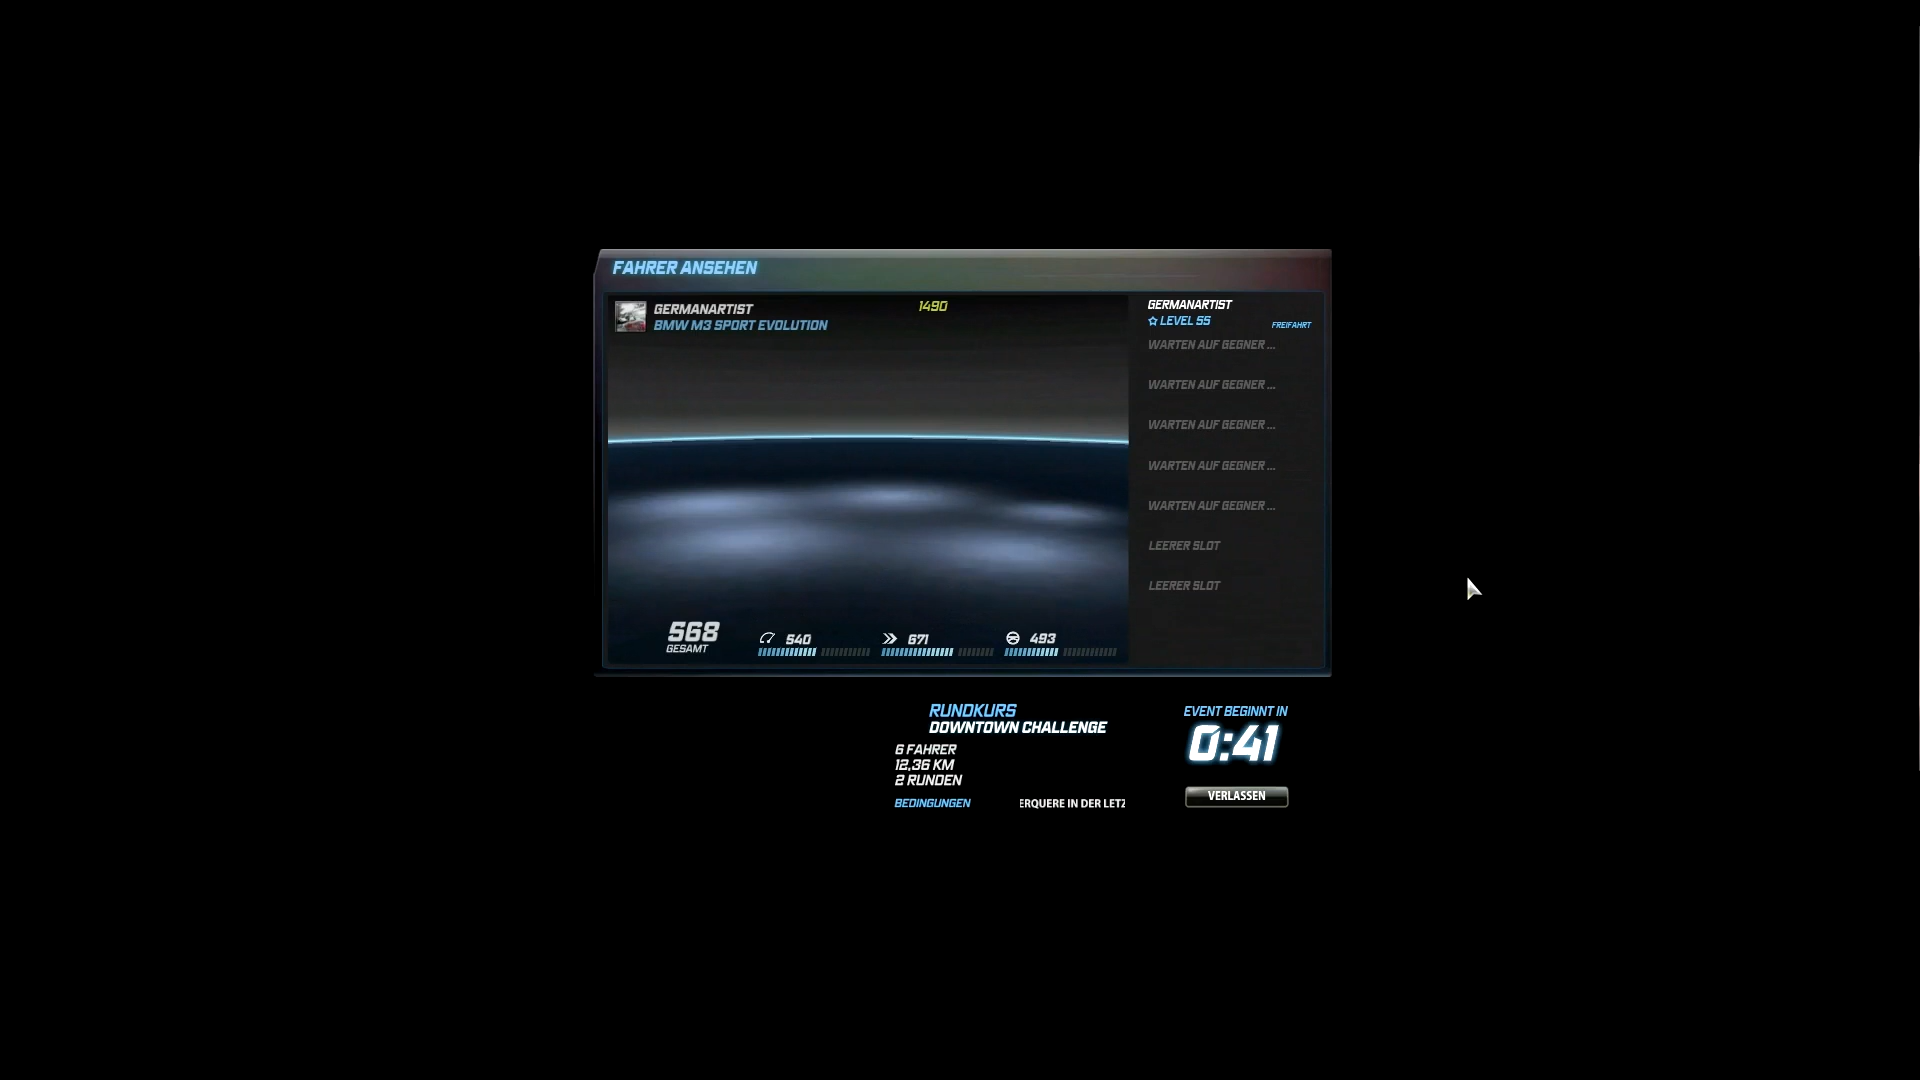 FAHRER ANSEHEN
GERMANARTIST
BMW M3 SPORT EVOLUTION
1490
GERMANARTIST
LEVEL 55
FREIFAHRT
WARTEN AUF GEGNER ...
WARTEN AUF GEGNER ...
WARTEN AUF GEGNER ...
WARTEN AUF GEGNER ...
WARTEN AUF GEGNER ...
LEERER SLOT
LEERER SLOT
568
GESAMT
540
671
493
RUNDKURS
DOWNTOWN CHALLENGE
6 FAHRER
12,36 KM
2 RUNDEN
BEDINGUNGEN
ERQUERE IN DER LETZ
EVENT BEGINNT IN
0:41
VERLASSEN